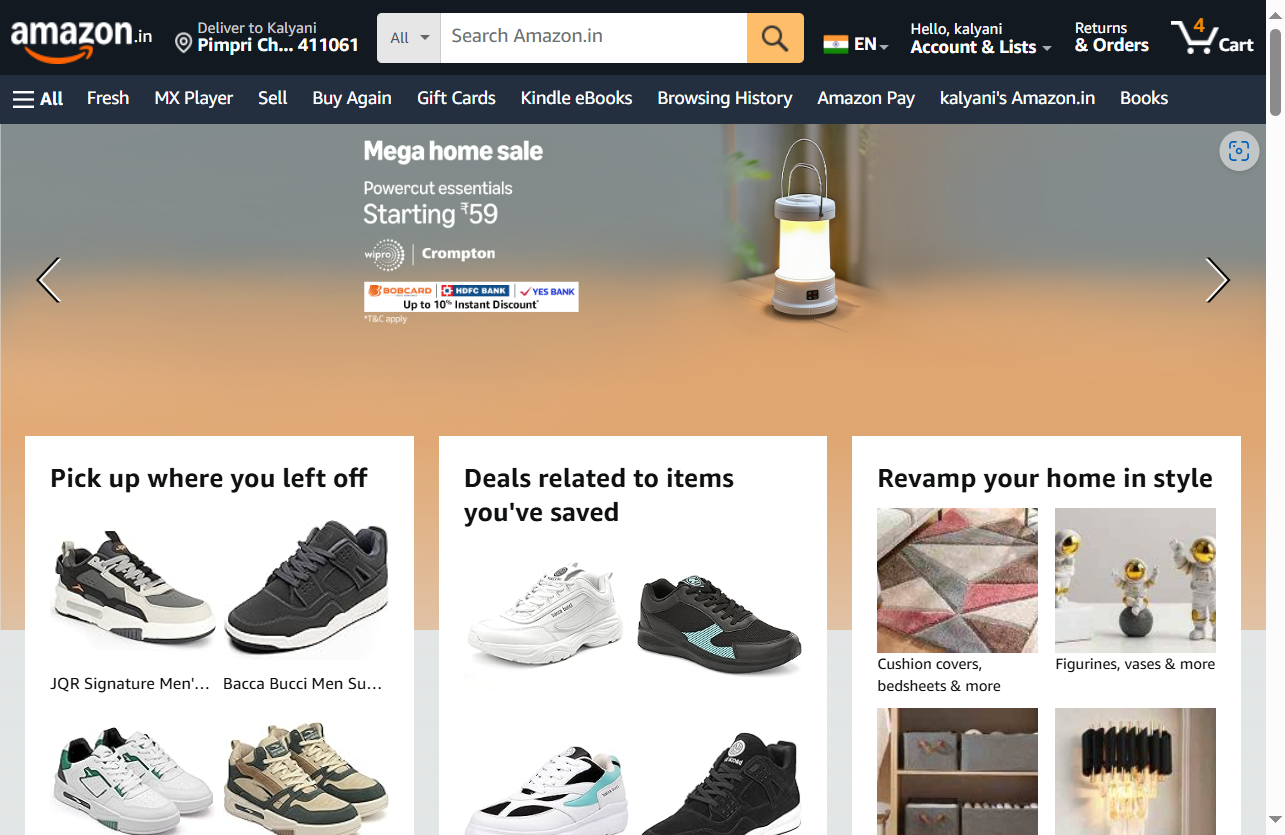 amazon.in
Deliver to Kalyani
Pimpri Ch... 411061
All
Search Amazon.in
EN
Hello, kalyani
Account & Lists
Returns
& Orders
4
Cart
All
Fresh
MX Player
Sell
Buy Again
Gift Cards
Kindle eBooks
Browsing History
Amazon Pay
kalyani's Amazon.in
Books
Mega home sale
Powercut essentials
Starting ₹59
wipro | Crompton
BOBCARD | HDFC BANK | YES BANK
Up to 10% Instant Discount*
*T&C apply
Pick up where you left off
JQR Signature Men'...
Bacca Bucci Men Su...
Deals related to items
you've saved
bacca bucci
Revamp your home in style
Cushion covers,
bedsheets & more
Figurines, vases & more